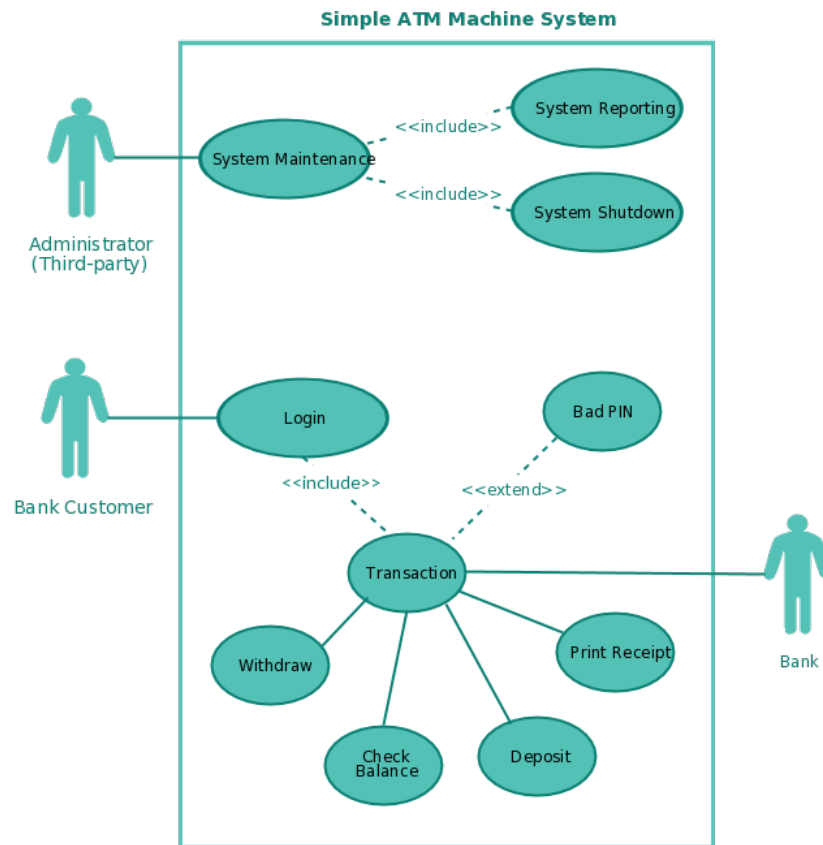 Simple ATM Machine System
System Reporting
<<include>>
System Maintenance
<<include>>
System Shutdown
Administrator
(Third-party)
Bad PIN
Login
<<include>>
<<extend>>
Bank Customer
Transaction
Print Receipt
Bank
Withdraw
Check
Balance
Deposit